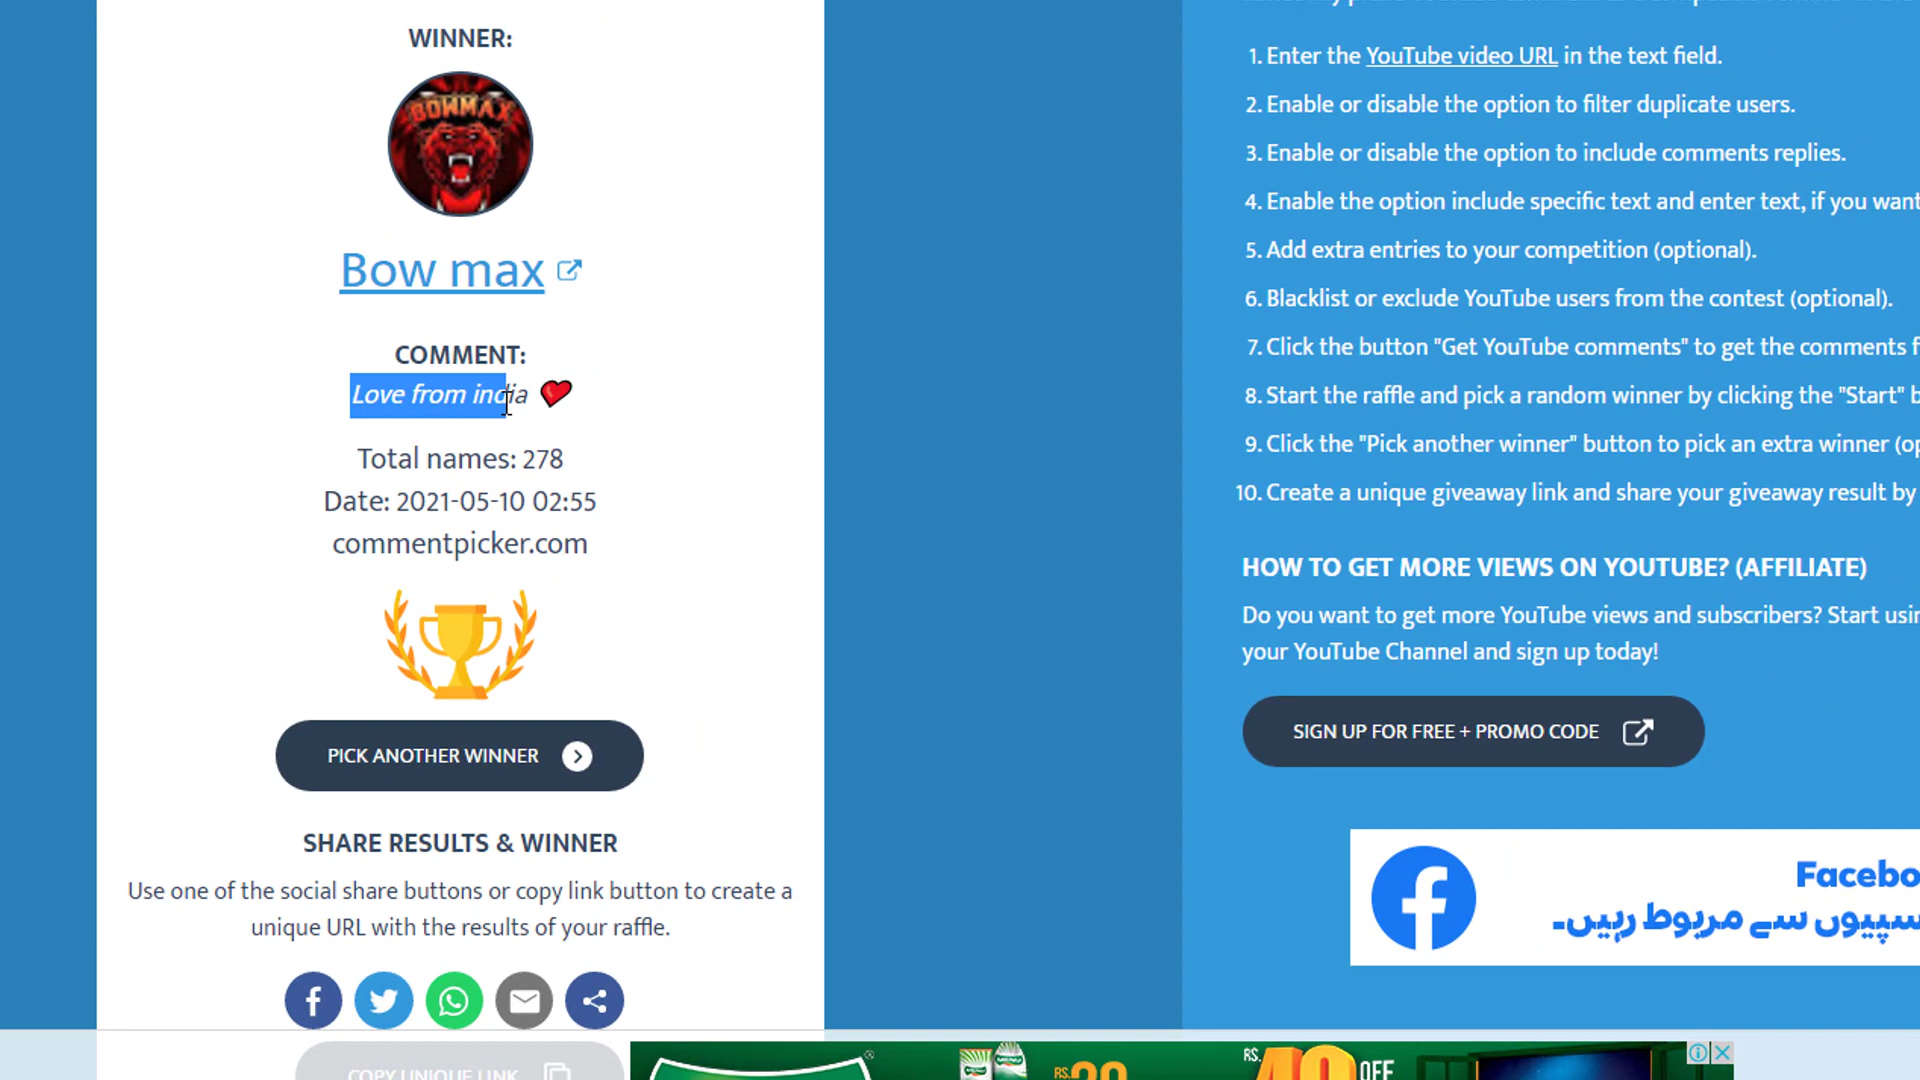 WINNER:
BOWMAX
Bow max
COMMENT:
Love from india
Total names: 278
Date: 2021-05-10 02:55
commentpicker.com
PICK ANOTHER WINNER
SHARE RESULTS & WINNER
Use one of the social share buttons or copy link button to create a
unique URL with the results of your raffle.
COPY UNIQUE LINK
1. Enter the YouTube video URL in the text field.
2. Enable or disable the option to filter duplicate users.
3. Enable or disable the option to include comments replies.
4. Enable the option include specific text and enter text, if you want
5. Add extra entries to your competition (optional).
6. Blacklist or exclude YouTube users from the contest (optional).
7. Click the button "Get YouTube comments" to get the comments f
8. Start the raffle and pick a random winner by clicking the "Start" b
9. Click the "Pick another winner" button to pick an extra winner (op
10. Create a unique giveaway link and share your giveaway result by
HOW TO GET MORE VIEWS ON YOUTUBE? (AFFILIATE)
Do you want to get more YouTube views and subscribers? Start usin
your YouTube Channel and sign up today!
SIGN UP FOR FREE + PROMO CODE
Facebo
سے مربوط رہیں۔
RS.
RS.
OFF